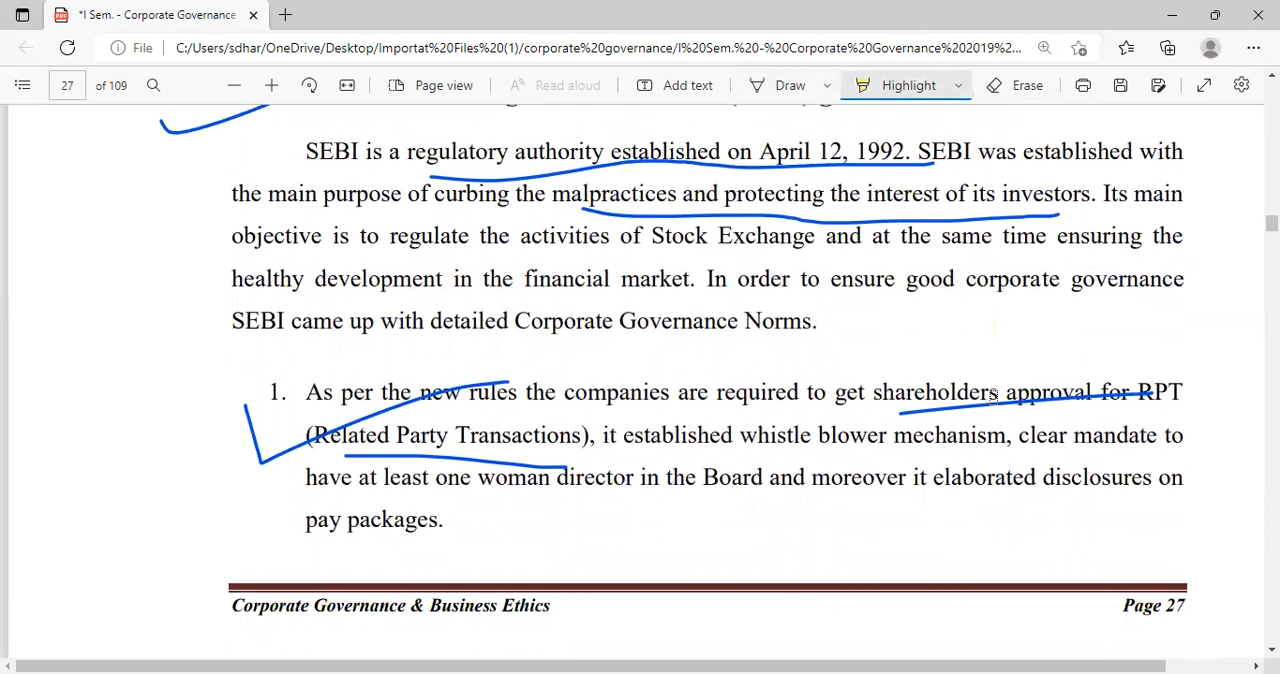 *I Sem. - Corporate Governance
File C:/Users/sdhar/OneDrive/Desktop/Importat%20Files%20(1)/corporate%20governance/I%20Sem.%20-%20Corporate%20Governance%202019%2...
27 of 109 Page view Read aloud Add text Draw Highlight Erase
SEBI is a regulatory authority established on April 12, 1992. SEBI was established with
the main purpose of curbing the malpractices and protecting the interest of its investors. Its main
objective is to regulate the activities of Stock Exchange and at the same time ensuring the
healthy development in the financial market. In order to ensure good corporate governance
SEBI came up with detailed Corporate Governance Norms.
1. As per the new rules the companies are required to get shareholders approval for RPT
(Related Party Transactions), it established whistle blower mechanism, clear mandate to
have at least one woman director in the Board and moreover it elaborated disclosures on
pay packages.
Corporate Governance & Business Ethics Page 27